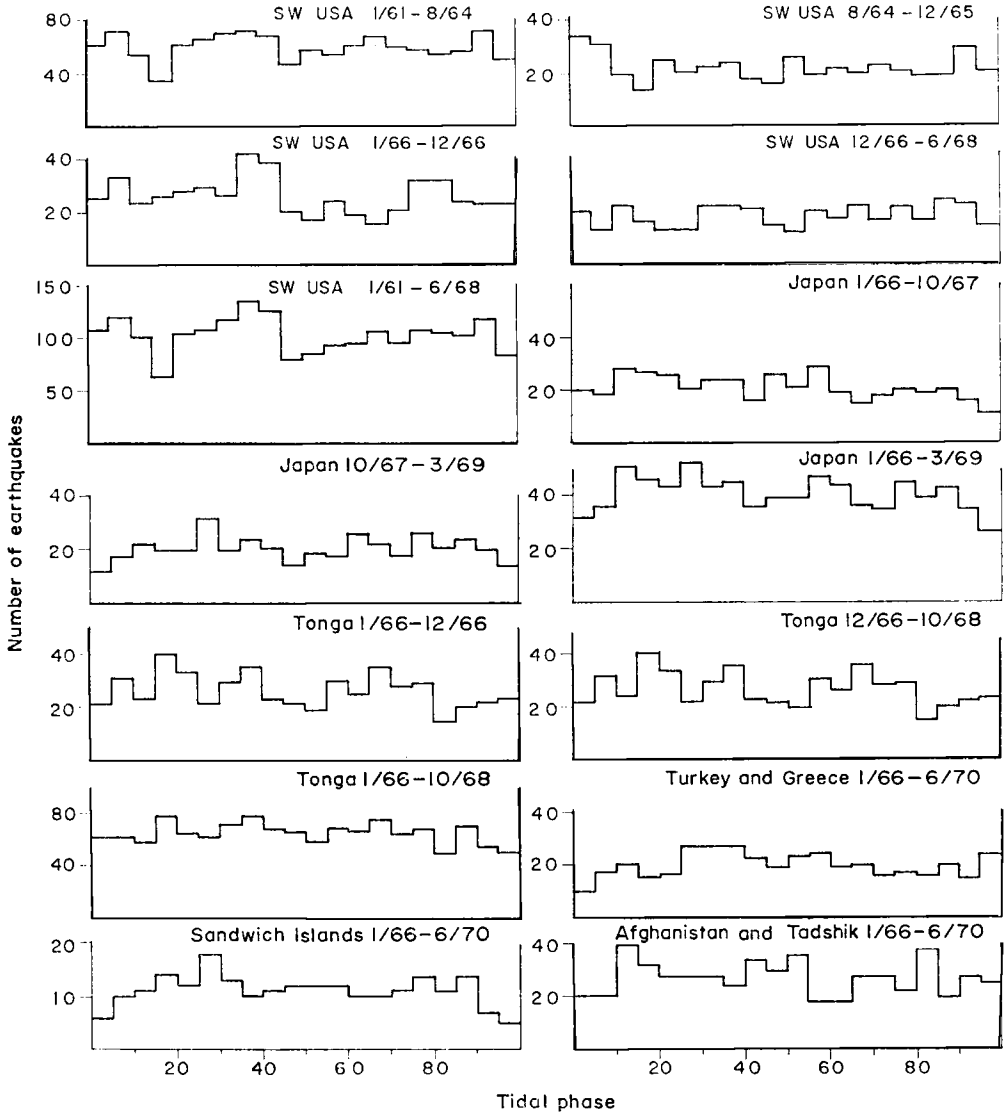 SW USA 1/61-8/64
80
40
SW USA 8/64-12/65
40
20
SW USA 1/66-12/66
40
20
SW USA 12/66-6/68
SW USA 1/61-6/68
150
100
50
Japan 1/66-10/67
40
20
Japan 10/67-3/69
40
20
Japan 1/66-3/69
40
20
Tonga 1/66-12/66
40
20
Tonga 12/66-10/68
40
20
Tonga 1/66-10/68
80
40
Turkey and Greece 1/66-6/70
40
20
Sandwich Islands 1/66-6/70
20
10
20 40 60 80
Afghanistan and Tadshik 1/66-6/70
40
20
20 40 60 80
Number of earthquakes
Tidal phase